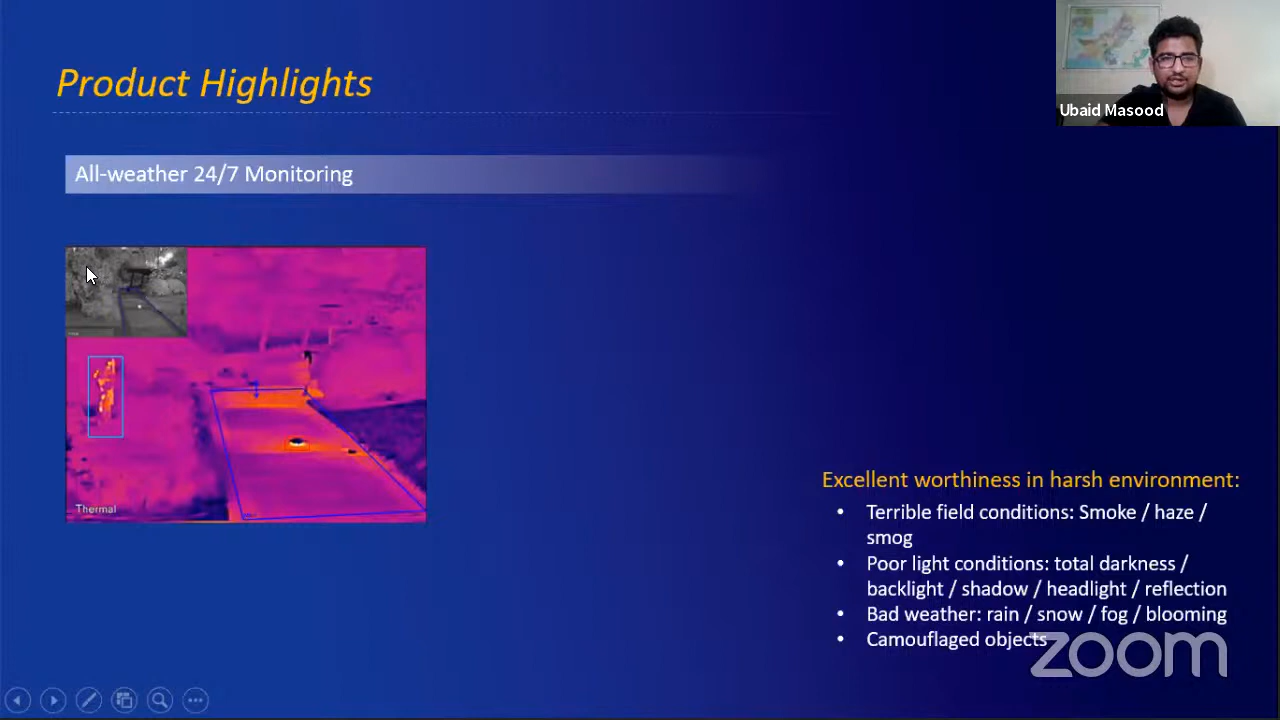 Product Highlights
Ubaid Masood
All-weather 24/7 Monitoring
Thermal
Excellent worthiness in harsh environment:
• Terrible field conditions: Smoke / haze /
smog
• Poor light conditions: total darkness /
backlight / shadow / headlight / reflection
• Bad weather: rain / snow / fog / blooming
• Camouflaged objects
zoom